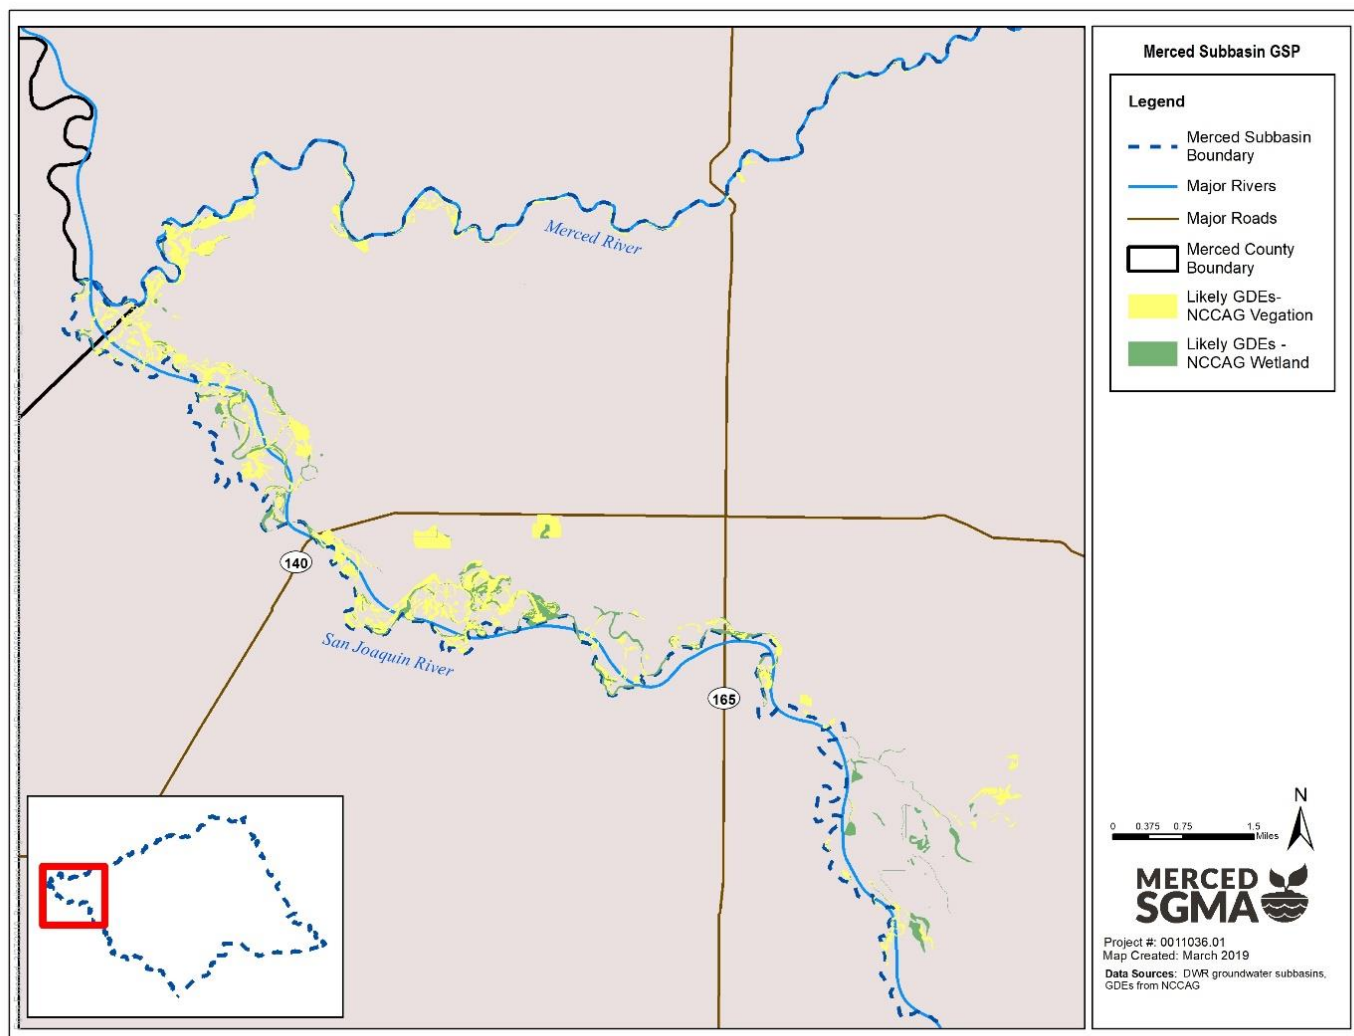 Merced River
140
San Joaquin River
165
Merced Subbasin GSP
Legend
Merced Subbasin
Boundary
Major Rivers
Major Roads
Merced County
Boundary
Likely GDEs-
NCCAG Vegation
Likely GDEs -
NCCAG Wetland
N
0 0.375 0.75 1.5
Miles
MERCED
SGMA
Project #: 0011036.01
Map Created: March 2019
Data Sources: DWR groundwater subbasins,
GDEs from NCCAG